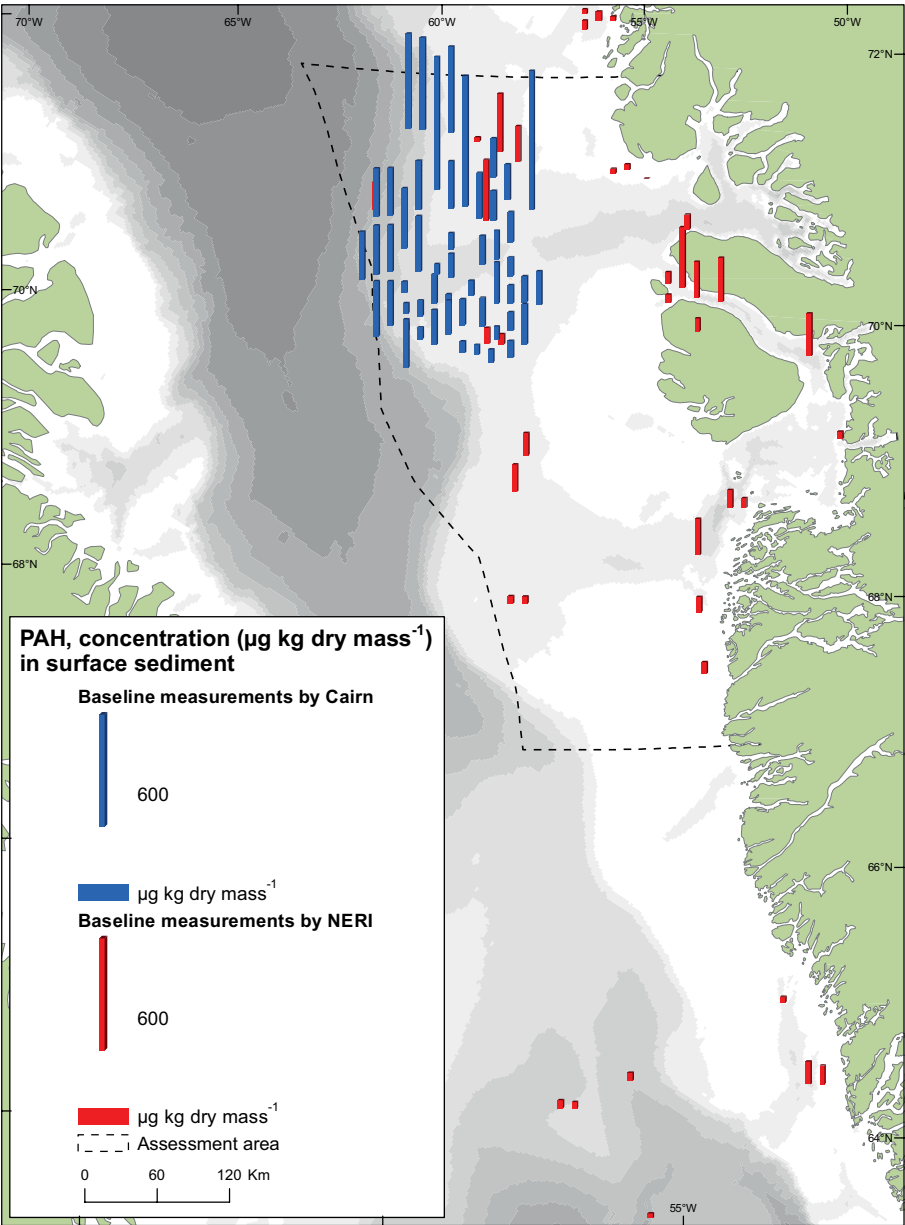 70°W
65°W
60°W
55°W
50°W
72°N
70°N
70°N
68°N
68°N
PAH, concentration (µg kg dry mass-1)
in surface sediment
Baseline measurements by Cairn
600
µg kg dry mass-1
Baseline measurements by NERI
600
µg kg dry mass-1
Assessment area
0 60 120 Km
66°N
64°N
55°W